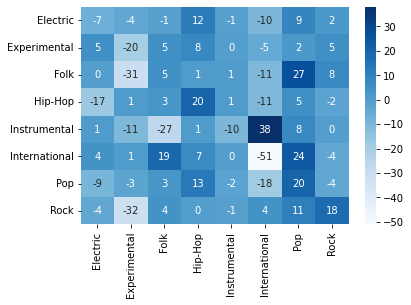 Electric -7 -4 -1 12 -1 -10 9 2
Experimental 5 -20 5 8 0 -5 2 5
Folk 0 -31 5 1 1 -11 27 8
Hip-Hop -17 1 3 20 1 -11 5 -2
Instrumental 1 -11 -27 1 -10 38 8 0
International 4 1 19 7 0 -51 24 -4
Pop -9 -3 3 13 -2 -18 20 -4
Rock -4 -32 4 0 -1 4 11 18
Electric Experimental Folk Hip-Hop Instrumental International Pop Rock
30
20
10
0
-10
-20
-30
-40
-50